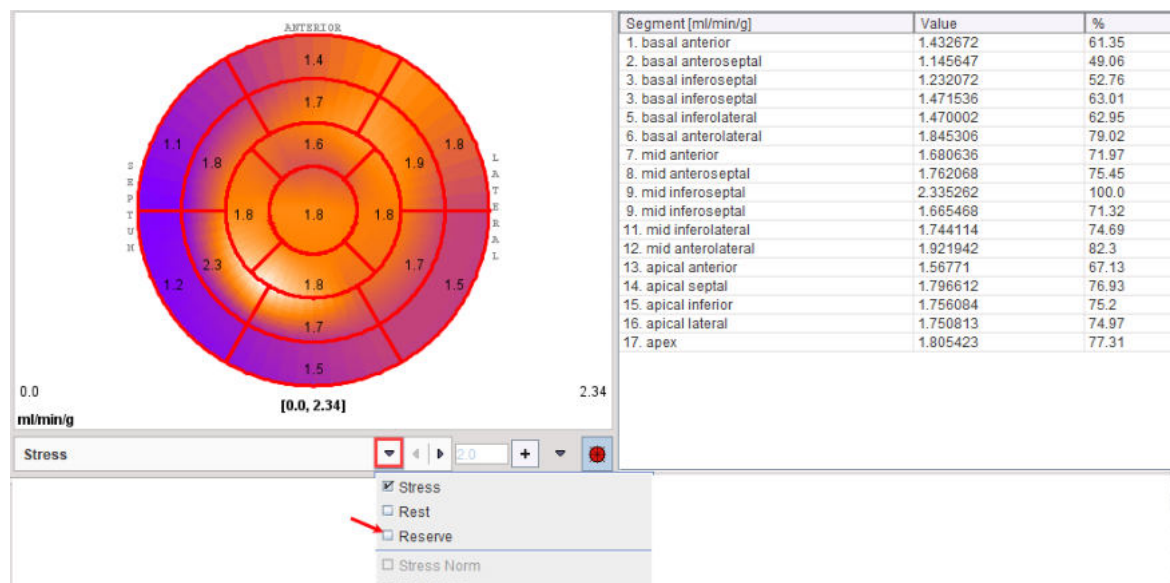 ANTERIOR
1.4
1.7
1.6
1.1
1.8
1.9
1.8
SEPTUM
LATERAL
1.8
1.8
1.8
2.3
1.8
1.7
1.2
1.7
1.5
1.5
0.0
[0.0, 2.34]
2.34
ml/min/g
Stress
2.0
+
Stress
Rest
Reserve
Stress Norm
Segment [ml/min/g] Value %
1. basal anterior 1.432672 61.35
2. basal anteroseptal 1.145647 49.06
3. basal inferoseptal 1.232072 52.76
3. basal inferoseptal 1.471536 63.01
5. basal inferolateral 1.470002 62.95
6. basal anterolateral 1.845306 79.02
7. mid anterior 1.680636 71.97
8. mid anteroseptal 1.762068 75.45
9. mid inferoseptal 2.335262 100.0
9. mid inferoseptal 1.665468 71.32
11. mid inferolateral 1.744114 74.69
12. mid anterolateral 1.921942 82.3
13. apical anterior 1.56771 67.13
14. apical septal 1.796612 76.93
15. apical inferior 1.756084 75.2
16. apical lateral 1.750813 74.97
17. apex 1.805423 77.31